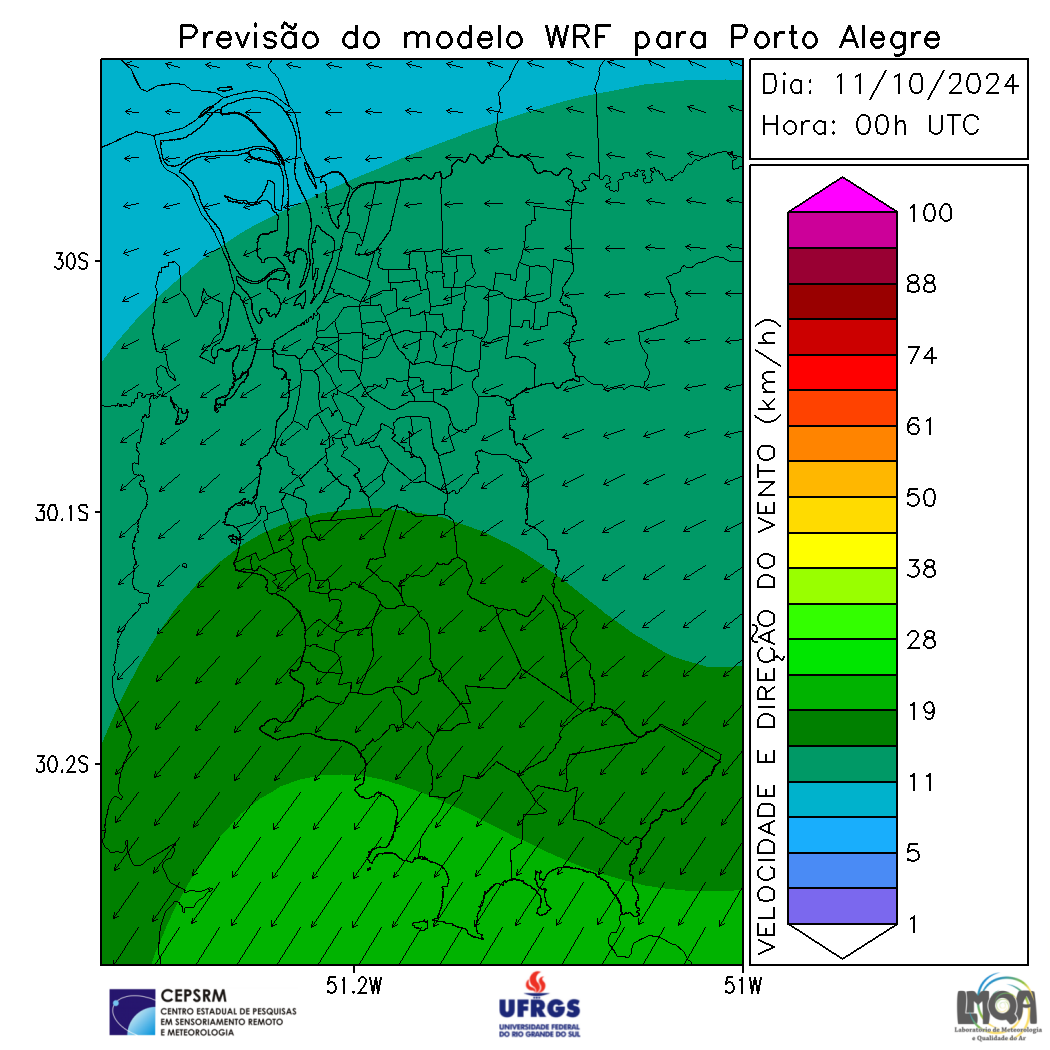 Previsão do modelo WRF para Porto Alegre
Dia: 11/10/2024
Hora: 00h UTC
30S
30.1S
30.2S
51.2W
51W
VELOCIDADE E DIREÇÃO DO VENTO (km/h)
100
88
74
61
50
38
28
19
11
5
1
CEPSRM
CENTRO ESTADUAL DE PESQUISAS
EM SENSORIAMENTO REMOTO
E METEOROLOGIA
UFRGS
UNIVERSIDADE FEDERAL
DO RIO GRANDE DO SUL
LMQA
Laboratório de Meteorologia
e Qualidade do Ar